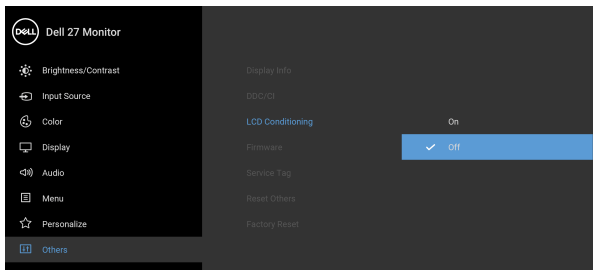 DELL
Dell 27 Monitor
Brightness/Contrast
Input Source
Color
Display
Audio
Menu
Personalize
Others
Display Info
DDC/CI
LCD Conditioning
Firmware
Service Tag
Reset Others
Factory Reset
On
Off